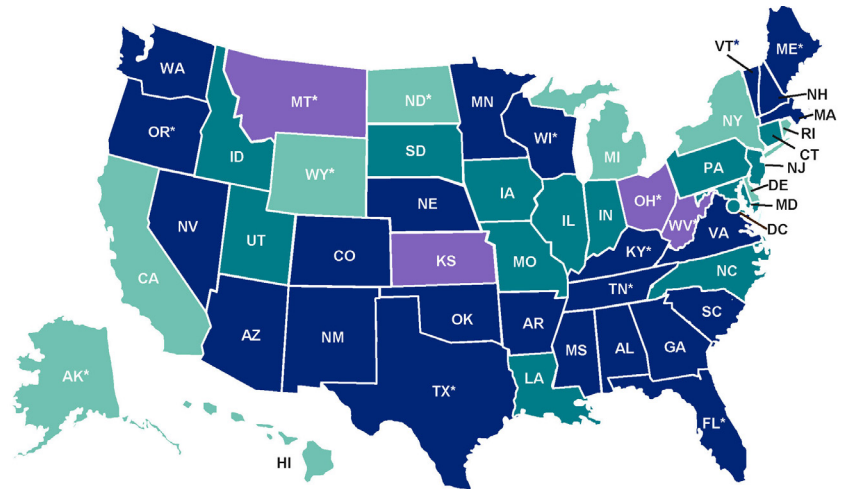 VT*
ME*
WA
MT*
ND*
MN
NH
MA
OR*
ID
WY*
SD
WI*
MI
NY
RI
CT
NJ
PA
IA
DE
MD
DC
NV
UT
NE
CO
IL
IN
OH*
WV*
VA
CA
KS
MO
KY*
NC
TN*
AZ
NM
OK
AR
SC
MS
AL
GA
AK*
TX*
LA
FL*
HI